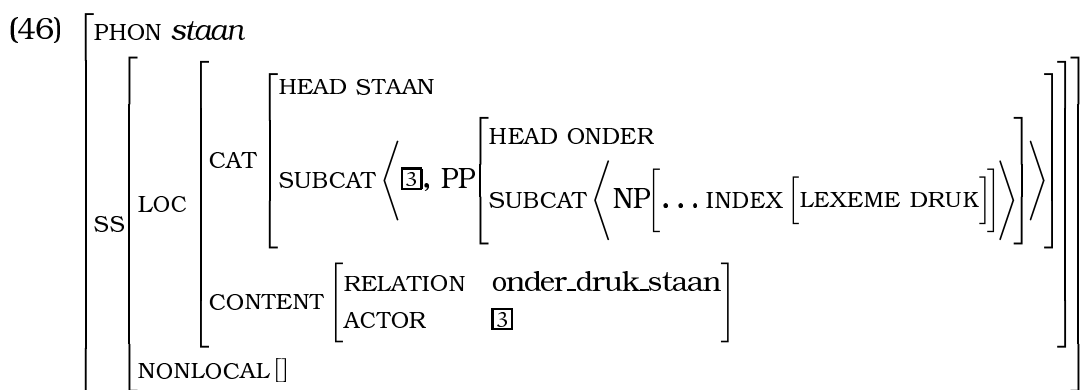 (46) PHON staan
HEAD STAAN
HEAD ONDER
CAT
SUBCAT ⟨ 3, PP SUBCAT ⟨ NP[...INDEX [LEXEME DRUK]]⟩ ⟩
LOC
SS
RELATION onder_druk_staan
CONTENT
ACTOR 3
NONLOCAL []